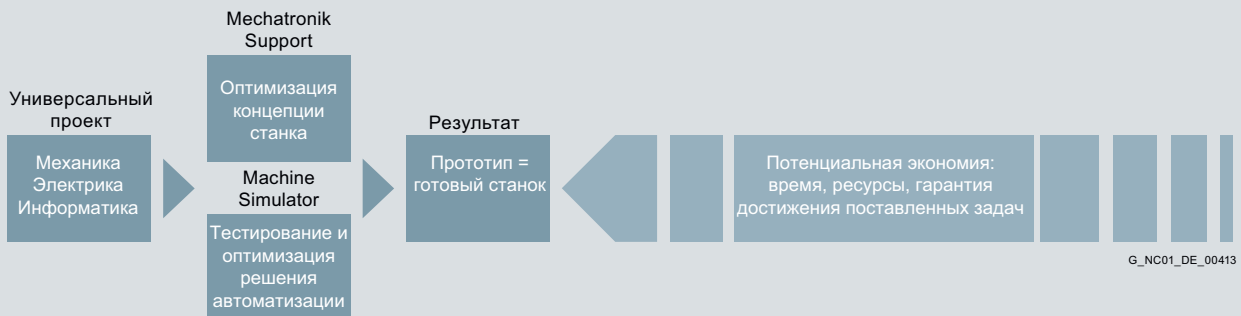 Универсальный
проект
Механика
Электрика
Информатика
Mechatronik
Support
Оптимизация
концепции
станка
Machine
Simulator
Тестирование и
оптимизация
решения
автоматизации
Результат
Прототип =
готовый станок
Потенциальная экономия:
время, ресурсы, гарантия
достижения поставленных задач
G_NC01_DE_00413